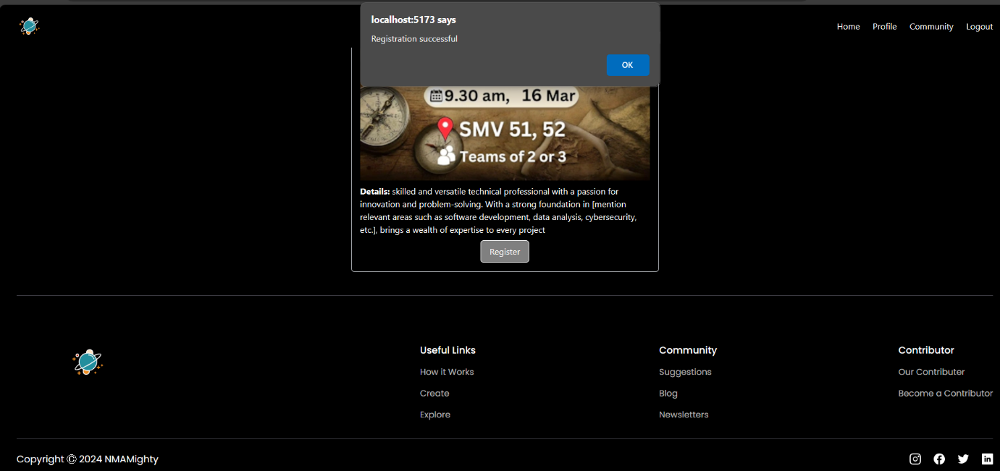 localhost:5173 says
Registration successful
OK
Home Profile Community Logout
9.30 am, 16 Mar
SMV 51, 52
Teams of 2 or 3
Details: skilled and versatile technical professional with a passion for
innovation and problem-solving. With a strong foundation in [mention
relevant areas such as software development, data analysis, cybersecurity,
etc.], brings a wealth of expertise to every project
Register
Useful Links
How it Works
Create
Explore
Community
Suggestions
Blog
Newsletters
Contributor
Our Contributer
Become a Contributor
Copyright © 2024 NMAMighty